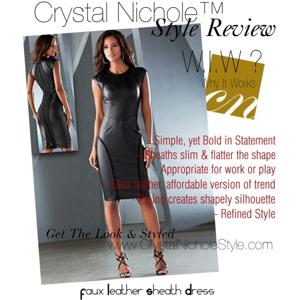 Crystal Nichole™
Style Review
W.I.W ?
Why It Works
cn
- Simple, yet Bold in Statement
- Sheaths slim & flatter the shape
- Appropriate for work or play
- Faux leather, affordable version of trend
creates shapely silhouette
- Refined Style
Get The Look & Styled
www.CrystalNicholeStyle.com
Faux Leather Sheath Dress